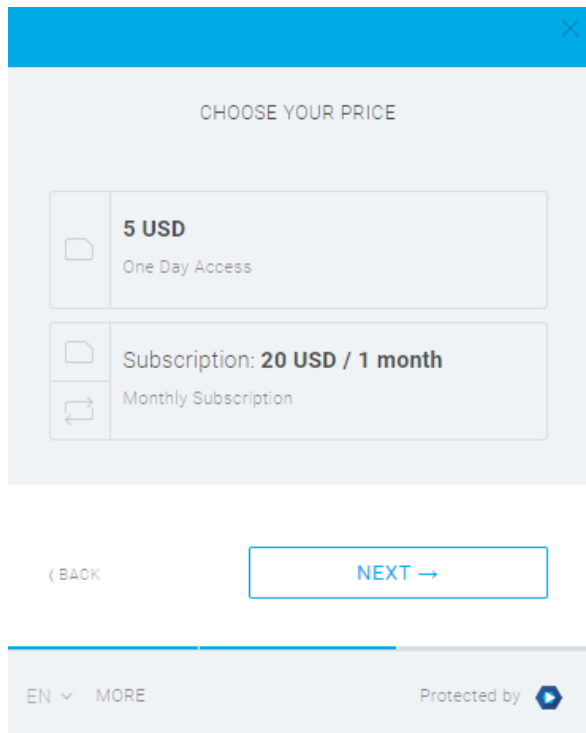 CHOOSE YOUR PRICE
5 USD
One Day Access
Subscription: 20 USD / 1 month
Monthly Subscription
⟨ BACK
NEXT →
EN MORE
Protected by